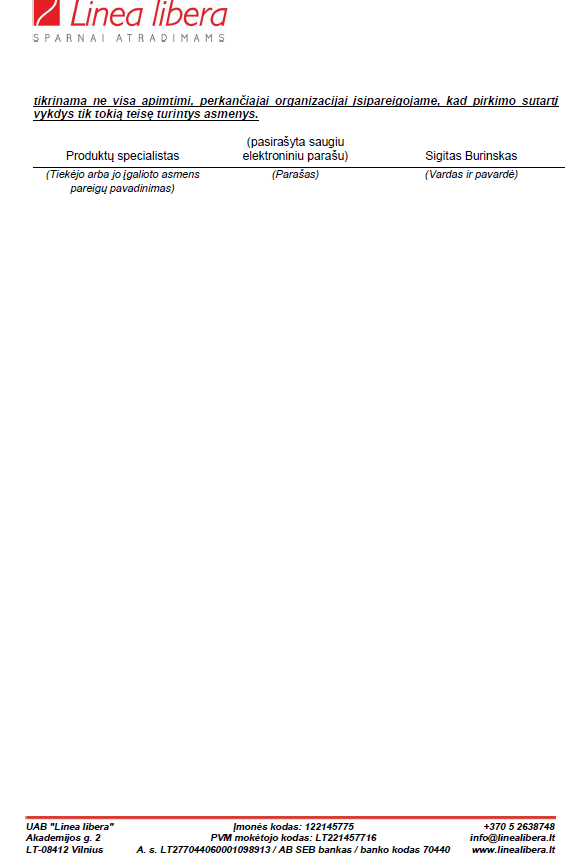 Linea libera
SPARNAI ATRADIMAMS
tikrinama ne visa apimtimi, perkančiajai organizacijai įsipareigojame, kad pirkimo sutartį
vykdys tik tokią teisę turintys asmenys.
Produktų specialistas
(pasirašyta saugiu
elektroniniu parašu)
Sigitas Burinskas
(Tiekėjo arba jo įgalioto asmens
pareigų pavadinimas)
(Parašas)
(Vardas ir pavardė)
UAB "Linea libera" Įmonės kodas: 122145775 +370 5 2638748
Akademijos g. 2 PVM mokėtojo kodas: LT221457716 info@linealibera.lt
LT-08412 Vilnius A. s. LT277044060001098913 / AB SEB bankas / banko kodas 70440 www.linealibera.lt